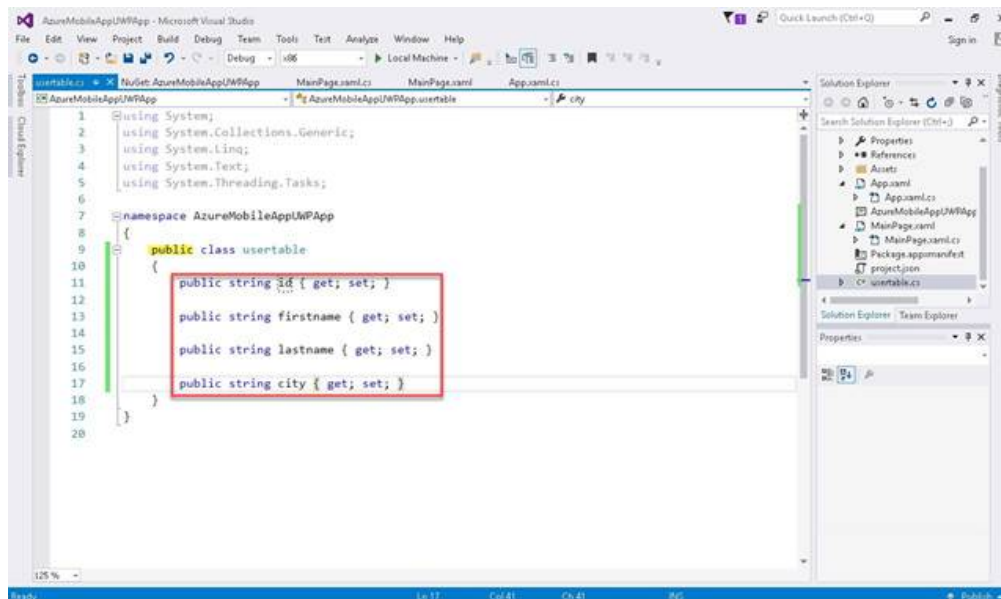 AzureMobileAppUWPApp - Microsoft Visual Studio
1
Quick Launch (Ctrl+Q)
File Edit View Project Build Debug Team Tools Test Analyze Window Help
Sign in
Debug x86 Local Machine
usertable.cs NuGet: AzureMobileAppUWPApp MainPage.xaml.cs MainPage.xaml App.xaml.cs
AzureMobileAppUWPApp AzureMobileAppUWPApp.usertable city
Toolbox
Cloud Explorer
1 using System;
2 using System.Collections.Generic;
3 using System.Linq;
4 using System.Text;
5 using System.Threading.Tasks;
6
7 namespace AzureMobileAppUWPApp
8 {
9 public class usertable
10 {
11 public string id { get; set; }
12
13 public string firstname { get; set; }
14
15 public string lastname { get; set; }
16
17 public string city { get; set; }
18 }
19 }
20
125 %
Solution Explorer
Search Solution Explorer (Ctrl+;)
Properties
References
Assets
App.xaml
App.xaml.cs
AzureMobileAppUWPApp
MainPage.xaml
MainPage.xaml.cs
Package.appxmanifest
project.json
C# usertable.cs
Solution Explorer Team Explorer
Properties
Ready Ln 17 Col 41 Ch 41 INS Publish